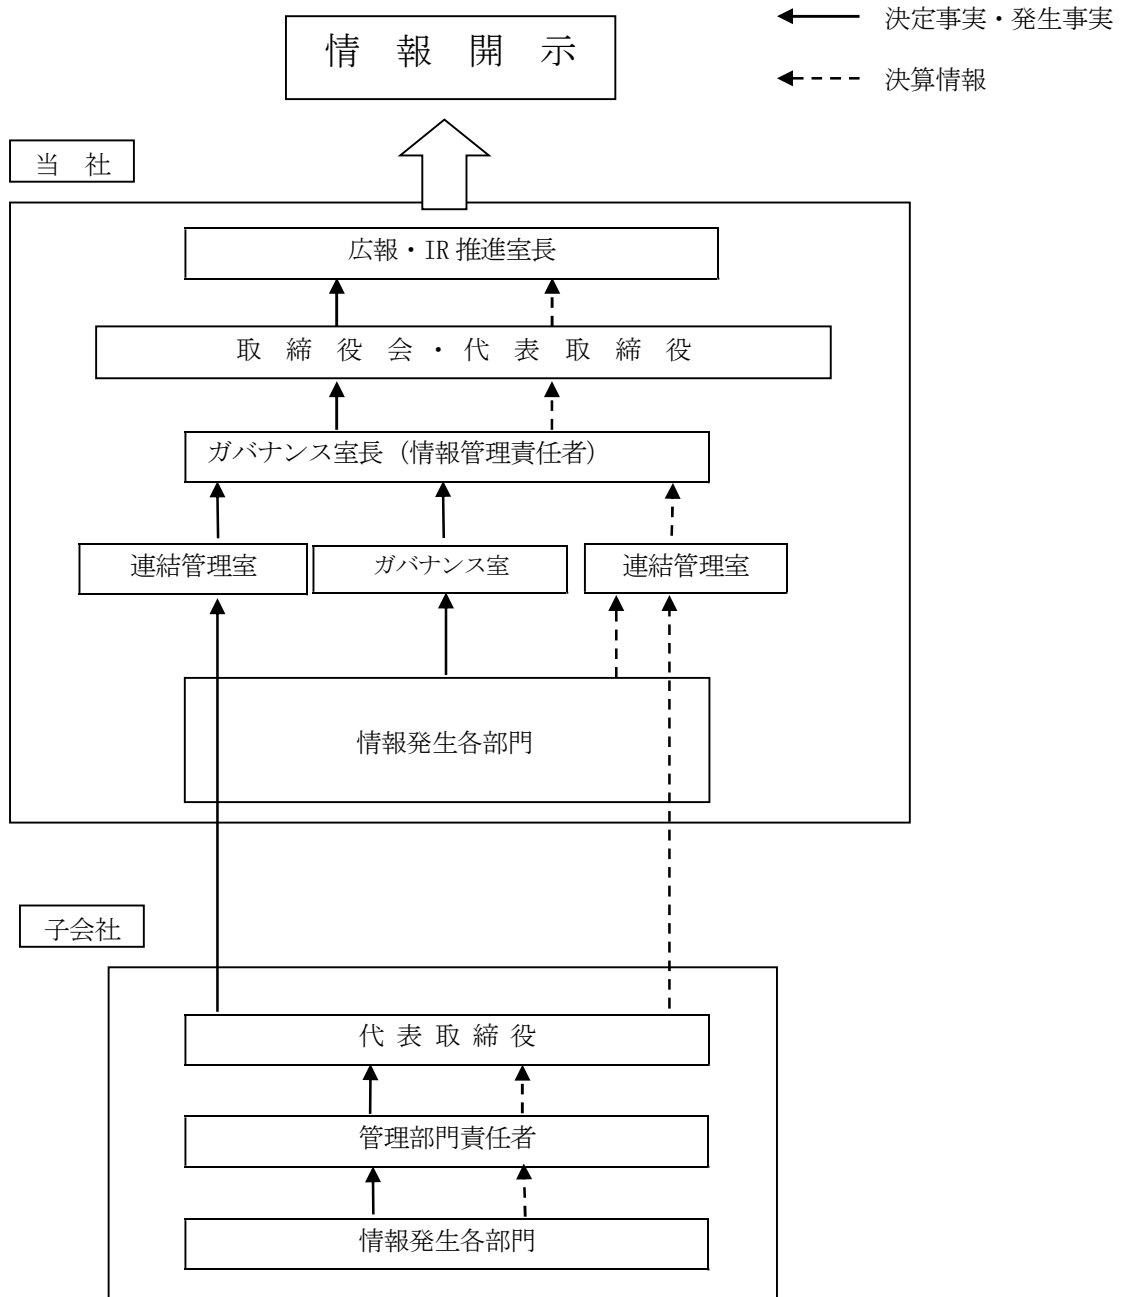 決定事実・発生事実
情 報 開 示
決算情報
当 社
広報・IR 推進室長
取 締 役 会 ・ 代 表 取 締 役
ガバナンス室長（情報管理責任者）
連結管理室
ガバナンス室
連結管理室
情報発生各部門
子会社
代 表 取 締 役
管理部門責任者
情報発生各部門